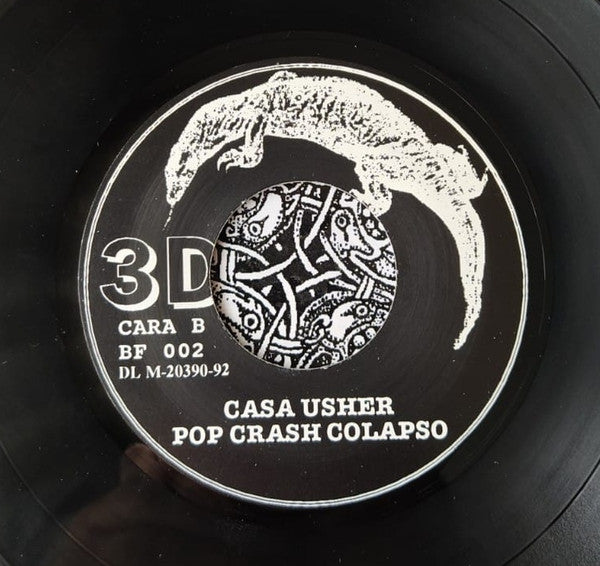 3D
CARA B
BF 002
DL M-20390-92
CASA USHER
POP CRASH COLAPSO